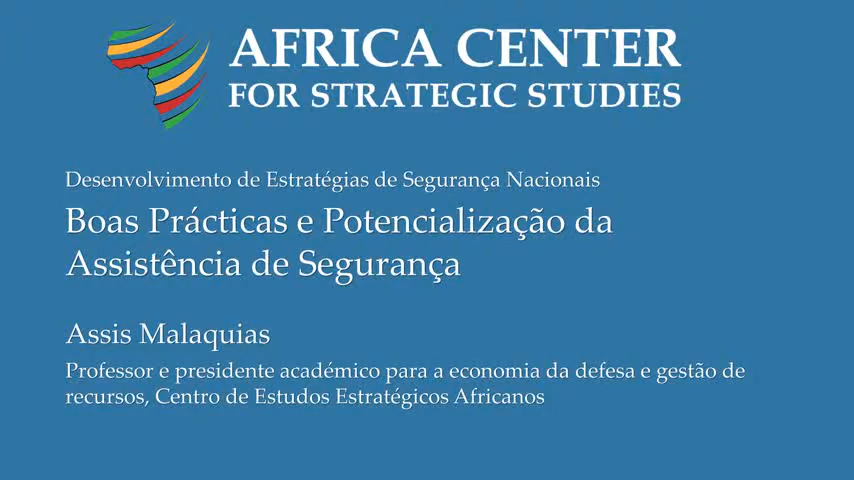 AFRICA CENTER
FOR STRATEGIC STUDIES
Desenvolvimento de Estratégias de Segurança Nacionais
Boas Prácticas e Potencialização da
Assistência de Segurança
Assis Malaquias
Professor e presidente académico para a economia da defesa e gestão de
recursos, Centro de Estudos Estratégicos Africanos